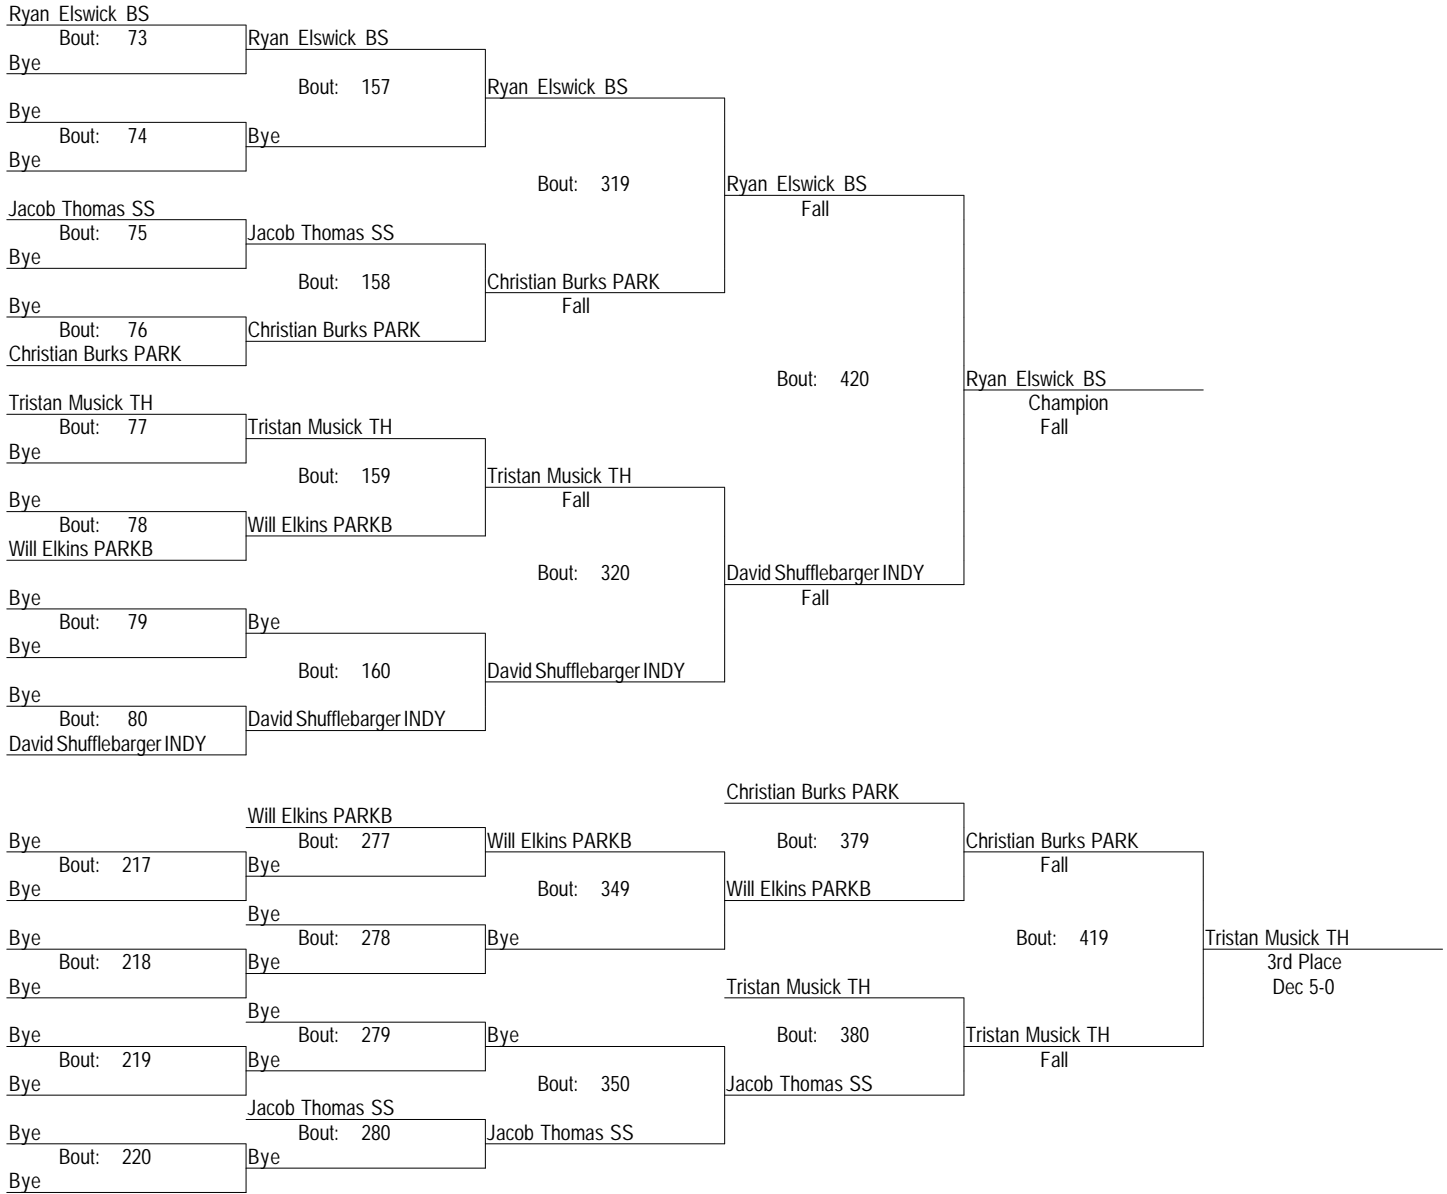 Ryan Elswick BS
Bout: 73 Ryan Elswick BS
Bye
Bout: 157 Ryan Elswick BS
Bye
Bout: 74 Bye
Bye
Bout: 319 Ryan Elswick BS
Jacob Thomas SS Fall
Bout: 75 Jacob Thomas SS
Bye
Bout: 158 Christian Burks PARK
Bye Fall
Bout: 76 Christian Burks PARK
Christian Burks PARK
Bout: 420 Ryan Elswick BS
Tristan Musick TH Champion
Bout: 77 Tristan Musick TH Fall
Bye
Bout: 159 Tristan Musick TH
Bye Fall
Bout: 78 Will Elkins PARKB
Will Elkins PARKB
Bout: 320 David Shufflebarger INDY
Bye Fall
Bout: 79 Bye
Bye
Bout: 160 David Shufflebarger INDY
Bye
Bout: 80 David Shufflebarger INDY
David Shufflebarger INDY
Christian Burks PARK
Will Elkins PARKB
Bye Bout: 277 Will Elkins PARKB Bout: 379 Christian Burks PARK
Bout: 217 Bye Fall
Bye Bout: 349 Will Elkins PARKB
Bye
Bye Bout: 278 Bye Bout: 419 Tristan Musick TH
Bout: 218 Bye 3rd Place
Bye Tristan Musick TH Dec 5-0
Bye
Bye Bout: 279 Bye Bout: 380 Tristan Musick TH
Bout: 219 Bye Fall
Bye Bout: 350 Jacob Thomas SS
Jacob Thomas SS
Bye Bout: 280 Jacob Thomas SS
Bout: 220 Bye
Bye